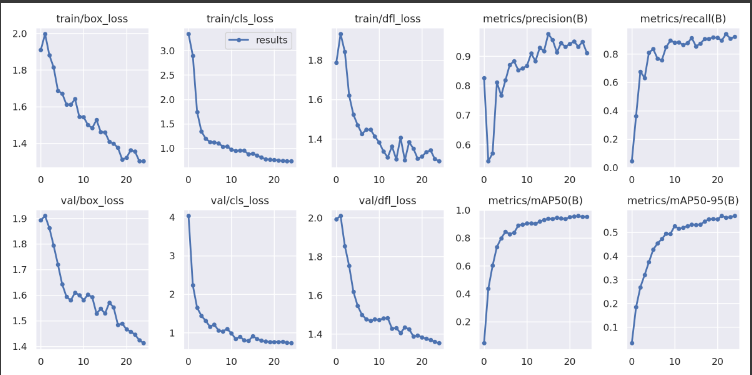 train/box_loss
train/cls_loss
train/dfl_loss
metrics/precision(B)
metrics/recall(B)
2.0
1.8
1.6
1.4
0 10 20
3.0
2.5
2.0
1.5
1.0
results
0 10 20
1.8
1.6
1.4
0 10 20
0.9
0.8
0.7
0.6
0 10 20
0.8
0.6
0.4
0.2
0.0
0 10 20
val/box_loss
val/cls_loss
val/dfl_loss
metrics/mAP50(B)
metrics/mAP50-95(B)
1.9
1.8
1.7
1.6
1.5
1.4
0 10 20
4
3
2
1
0 10 20
2.0
1.8
1.6
1.4
0 10 20
1.0
0.8
0.6
0.4
0.2
0 10 20
0.5
0.4
0.3
0.2
0.1
0 10 20